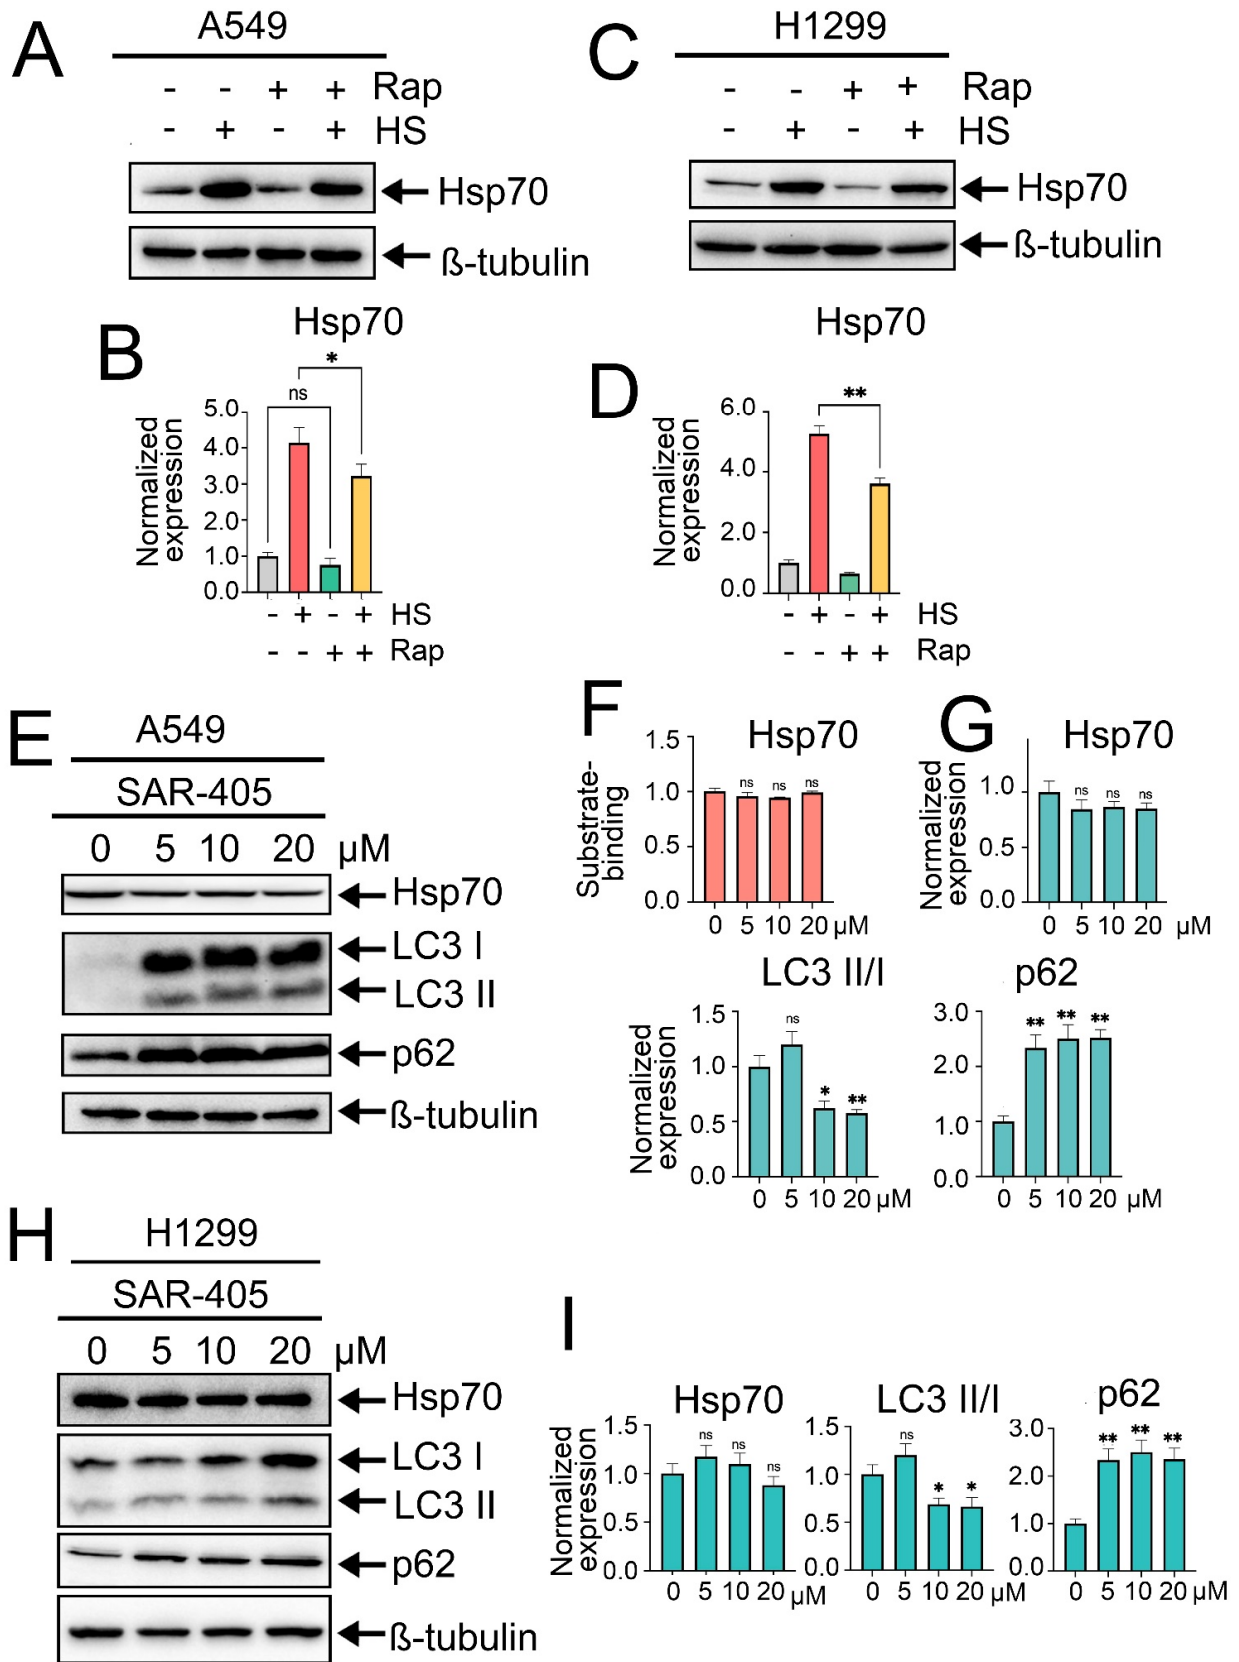 A
A549
- - + + Rap
- + - + HS
Hsp70
ß-tubulin
C
H1299
- - + + Rap
- + - + HS
Hsp70
ß-tubulin
B
Hsp70
Normalized
expression
5.0
4.0
3.0
2.0
1.0
0.0
ns
*
- + - + HS
- - + + Rap
D
Hsp70
Normalized
expression
6.0
4.0
2.0
0.0
**
- + - + HS
- - + + Rap
E
A549
SAR-405
0 5 10 20 µM
Hsp70
LC3 I
LC3 II
p62
ß-tubulin
F
Hsp70
Substrate-
binding
1.5
1.0
0.5
0.0
ns ns ns
0 5 10 20 µM
G
Hsp70
Normalized
expression
1.0
0.5
0.0
ns ns ns
0 5 10 20 µM
LC3 II/I
Normalized
expression
1.5
1.0
0.5
0.0
ns * **
0 5 10 20 µM
p62
3.0
2.0
1.0
0.0
** ** **
0 5 10 20 µM
H
H1299
SAR-405
0 5 10 20 µM
Hsp70
LC3 I
LC3 II
p62
ß-tubulin
I
Hsp70
Normalized
expression
1.5
1.0
0.5
0.0
ns ns ns
0 5 10 20 µM
LC3 II/I
1.5
1.0
0.5
0.0
ns * *
0 5 10 20 µM
p62
3.0
2.0
1.0
0.0
** ** **
0 5 10 20 µM